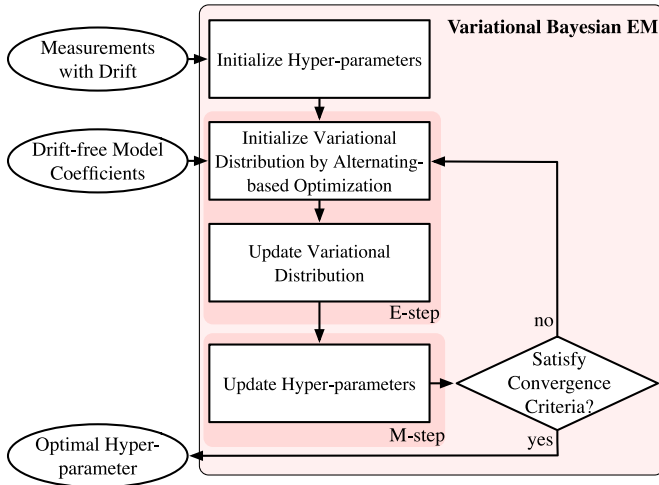 Variational Bayesian EM
Measurements
with Drift
Initialize Hyper-parameters
Drift-free Model
Coefficients
Initialize Variational
Distribution by Alternating-
based Optimization
Update Variational
Distribution
E-step
no
Update Hyper-parameters
Satisfy
Convergence
Criteria?
M-step
yes
Optimal Hyper-
parameter